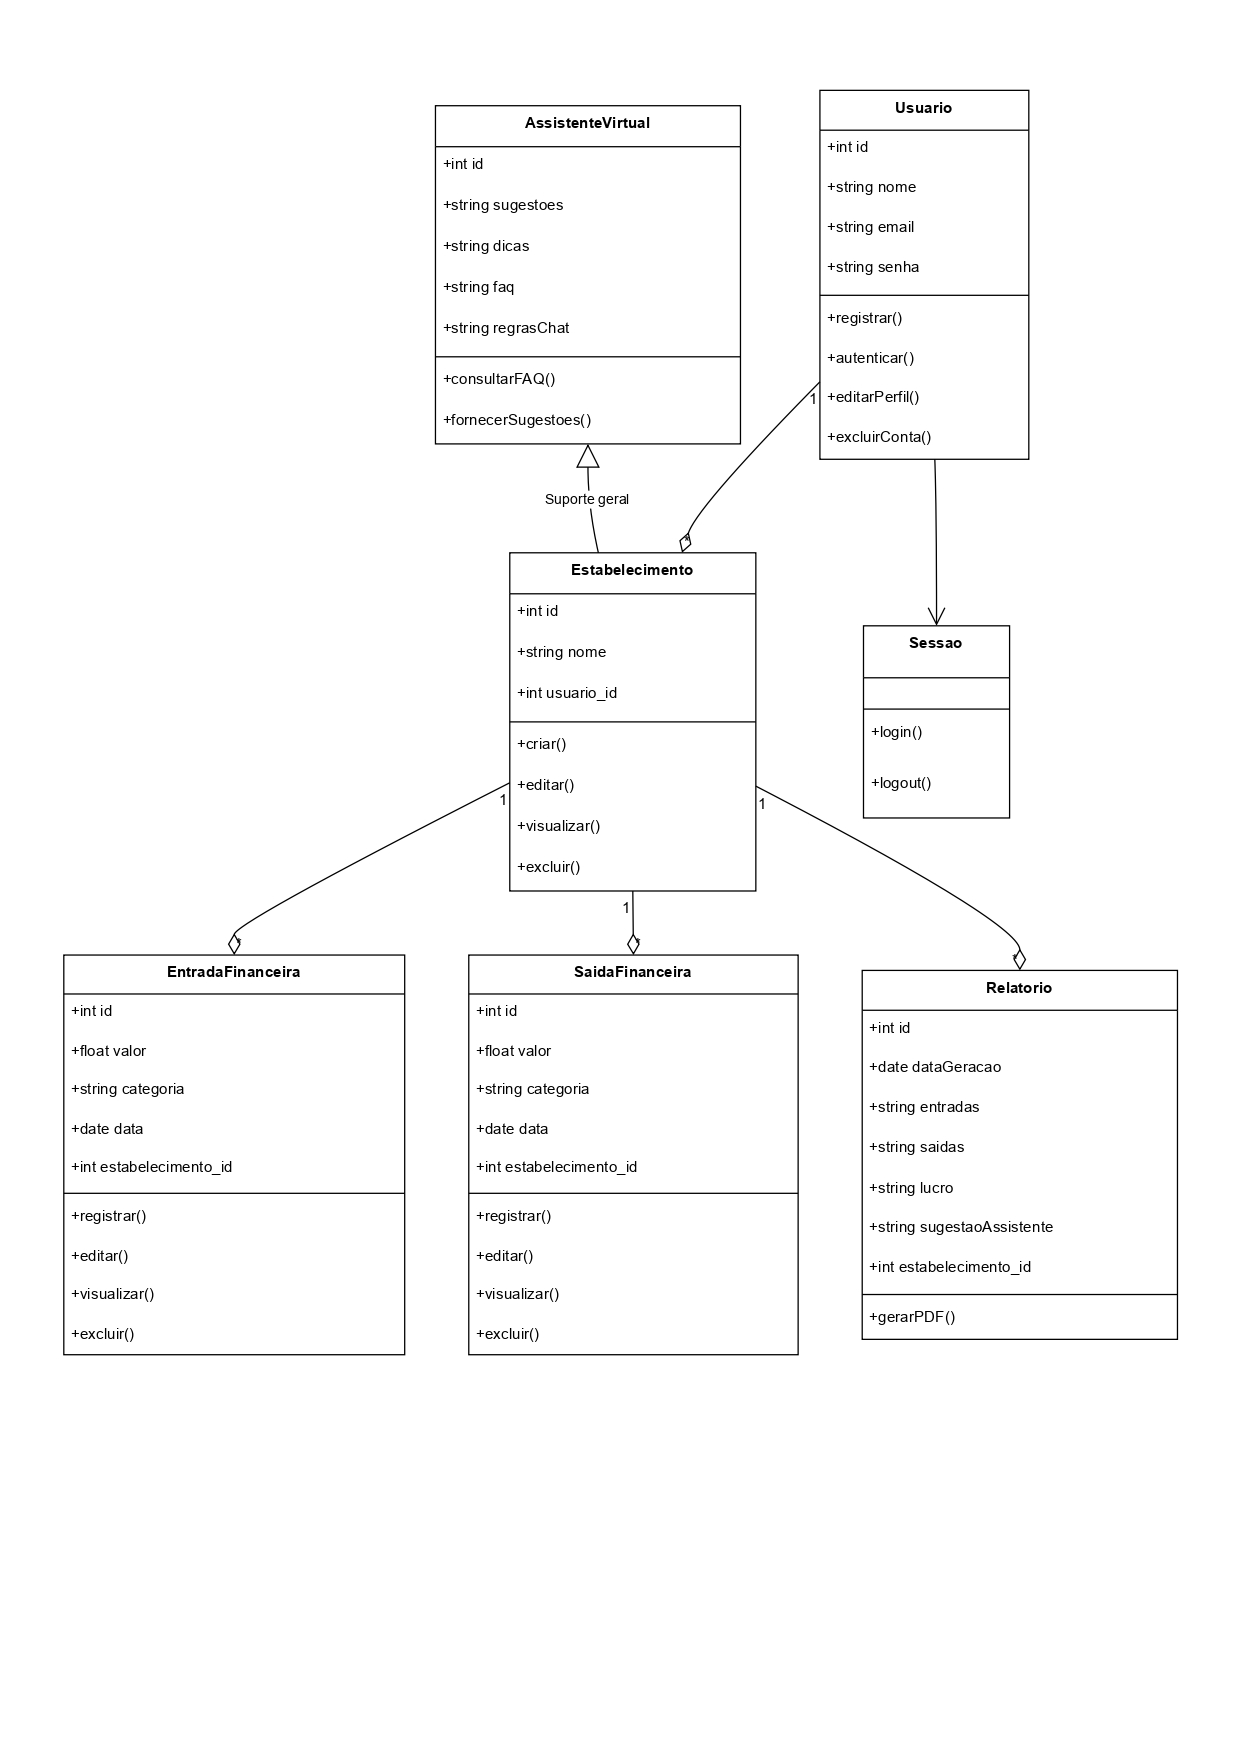 AssistenteVirtual
+int id
+string sugestoes
+string dicas
+string faq
+string regrasChat
+consultarFAQ()
+fornecerSugestoes()
Usuario
+int id
+string nome
+string email
+string senha
+registrar()
+autenticar()
+editarPerfil()
+excluirConta()
1
*
Suporte geral
Estabelecimento
+int id
+string nome
+int usuario_id
+criar()
+editar()
+visualizar()
+excluir()
Sessao
+login()
+logout()
1
1
1
*
*
*
EntradaFinanceira
+int id
+float valor
+string categoria
+date data
+int estabelecimento_id
+registrar()
+editar()
+visualizar()
+excluir()
SaidaFinanceira
+int id
+float valor
+string categoria
+date data
+int estabelecimento_id
+registrar()
+editar()
+visualizar()
+excluir()
Relatorio
+int id
+date dataGeracao
+string entradas
+string saidas
+string lucro
+string sugestaoAssistente
+int estabelecimento_id
+gerarPDF()